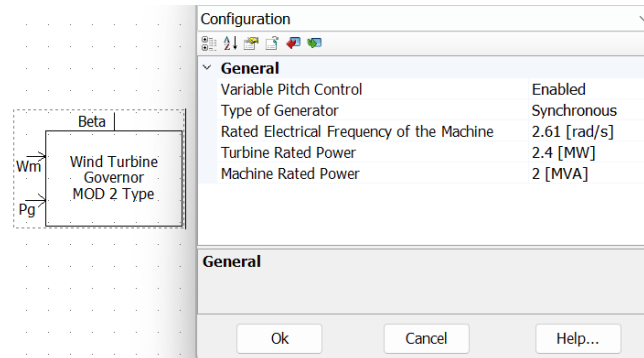 Configuration
General
Variable Pitch Control Enabled
Type of Generator Synchronous
Rated Electrical Frequency of the Machine 2.61 [rad/s]
Turbine Rated Power 2.4 [MW]
Machine Rated Power 2 [MVA]
Beta
Wm
Wind Turbine
Governor
MOD 2 Type
Pg
General
Ok Cancel Help...